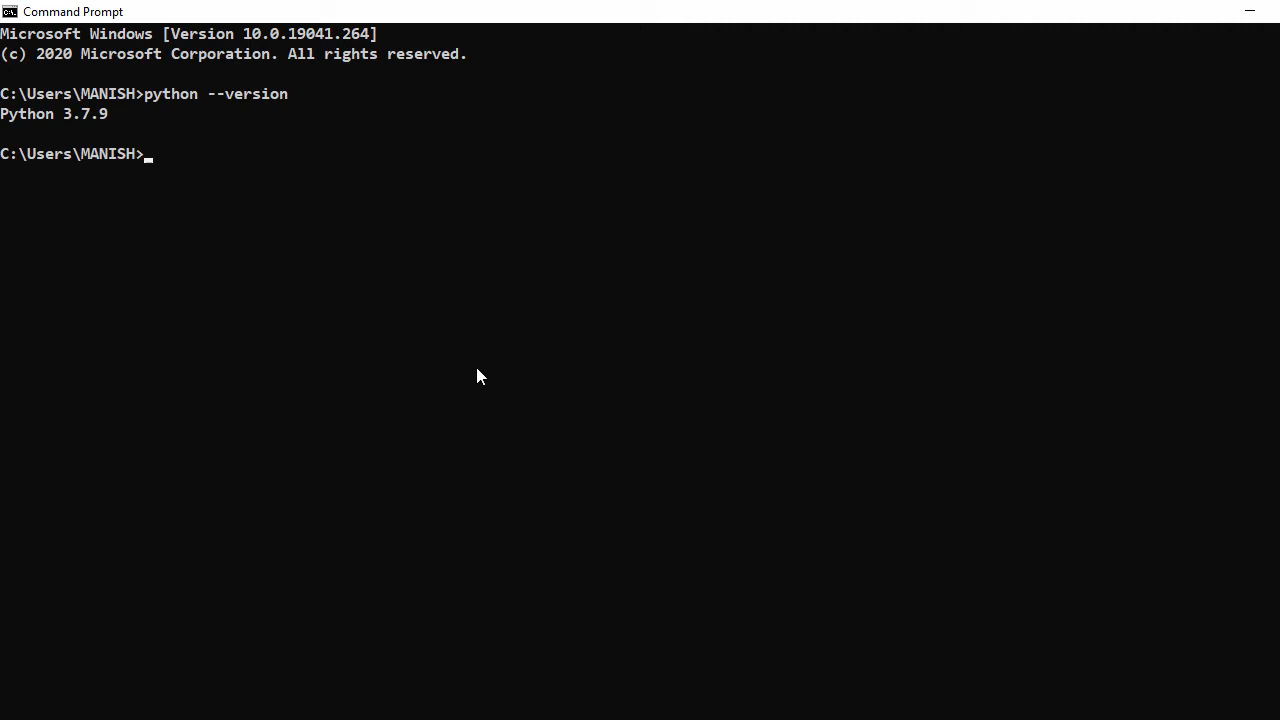 Command Prompt
Microsoft Windows [Version 10.0.19041.264]
(c) 2020 Microsoft Corporation. All rights reserved.
C:\Users\MANISH>python --version
Python 3.7.9
C:\Users\MANISH>